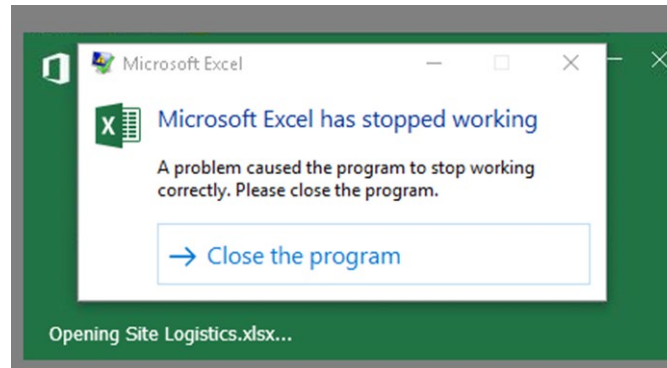 Microsoft Excel
Microsoft Excel has stopped working
A problem caused the program to stop working
correctly. Please close the program.
→ Close the program
Opening Site Logistics.xlsx...